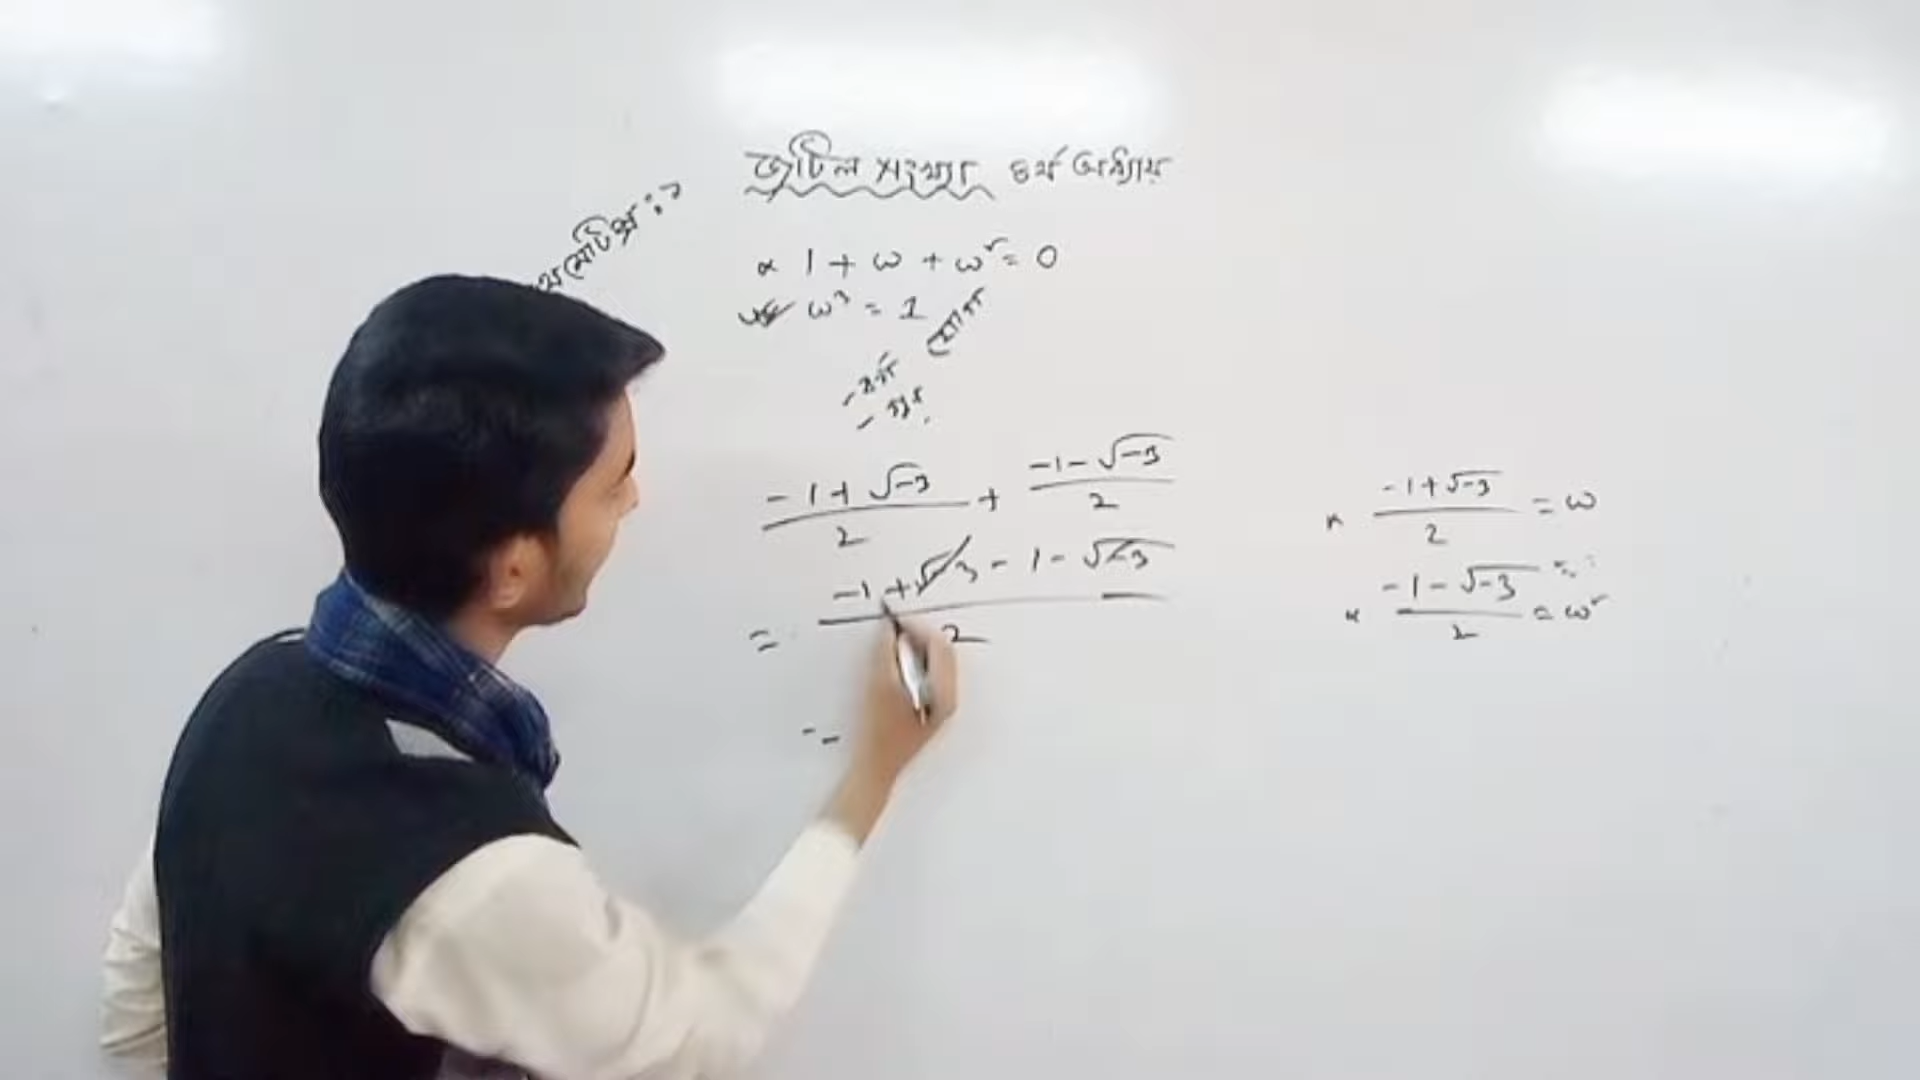 জটিল সংখ্যা ৪র্থ অধ্যায়
× 1 + ω + ω² = 0
ω³ = 1
যোগ
(-1+√-3)/2 + (-1-√-3)/2
= (-1+√-3 - 1 - √-3)/2
× (-1+√-3)/2 = ω
× (-1-√-3)/2 = ω²